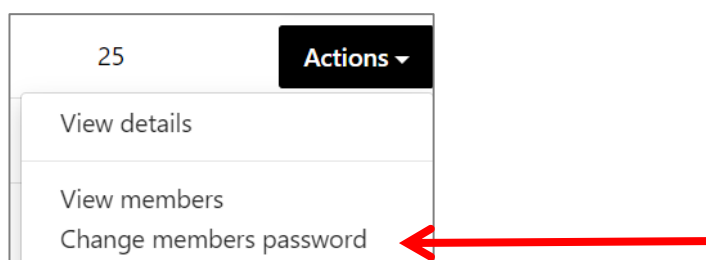 25 Actions
View details
View members
Change members password